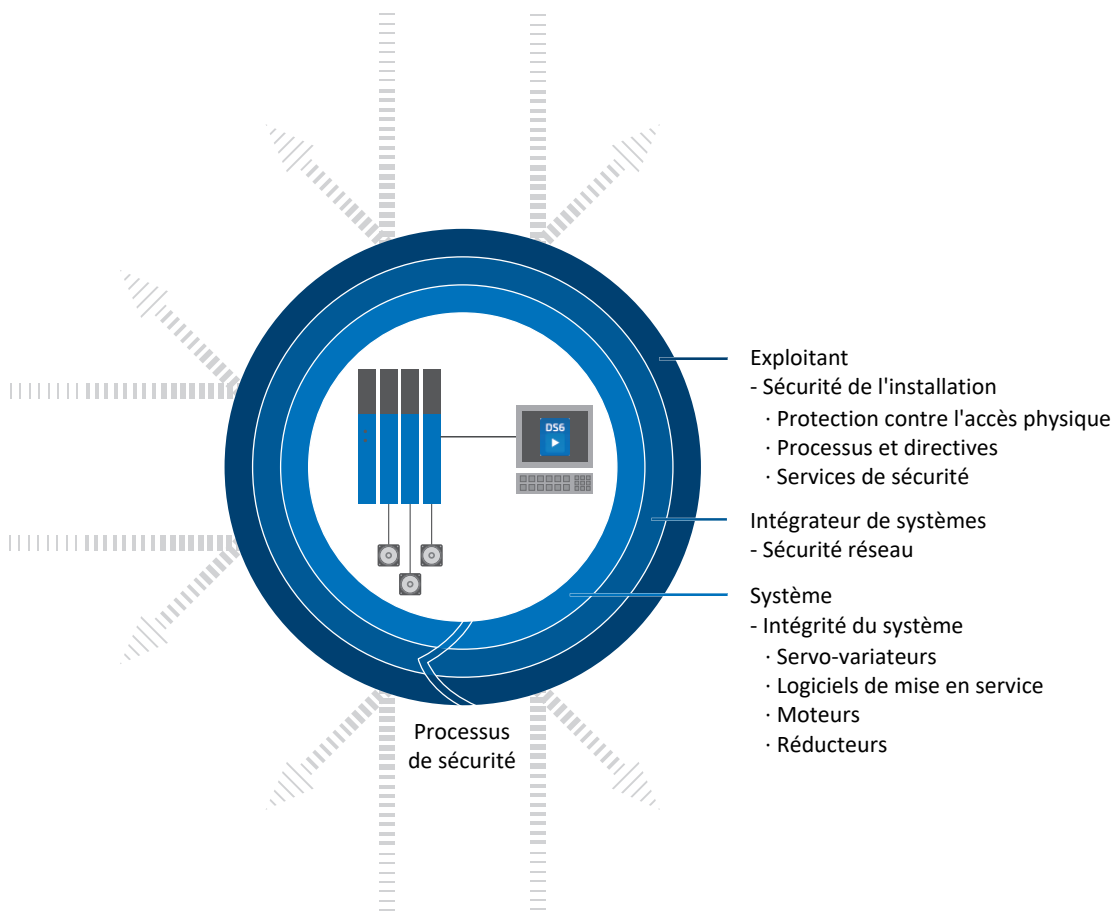 DS6
Exploitant
- Sécurité de l'installation
· Protection contre l'accès physique
· Processus et directives
· Services de sécurité
Intégrateur de systèmes
- Sécurité réseau
Système
- Intégrité du système
· Servo-variateurs
· Logiciels de mise en service
· Moteurs
· Réducteurs
Processus
de sécurité